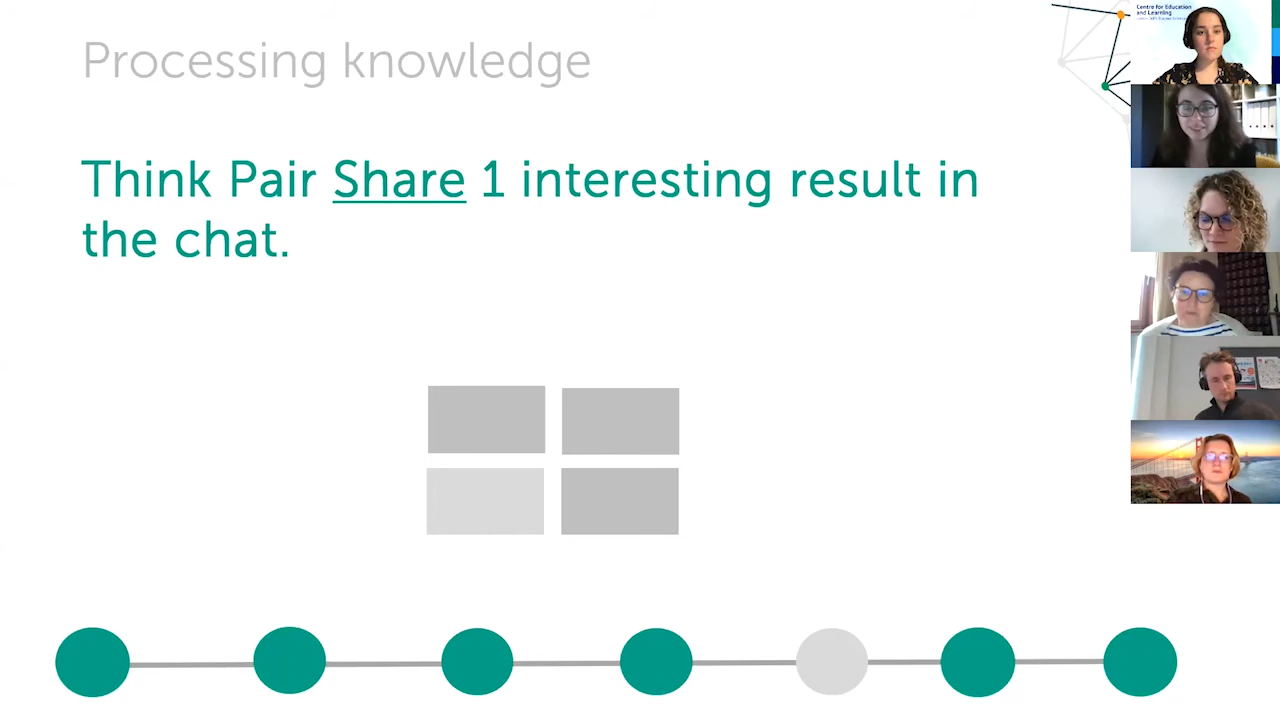 Processing knowledge
Think Pair Share 1 interesting result in
the chat.
Centre for Education
and Learning